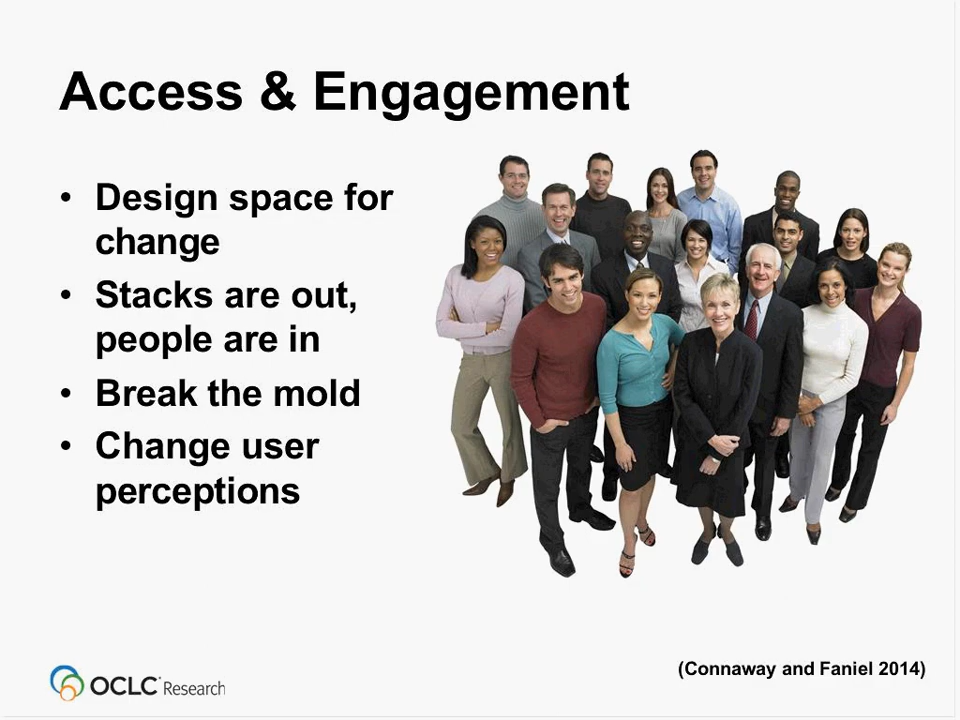 Access & Engagement
• Design space for
change
• Stacks are out,
people are in
• Break the mold
• Change user
perceptions
(Connaway and Faniel 2014)
OCLC Research